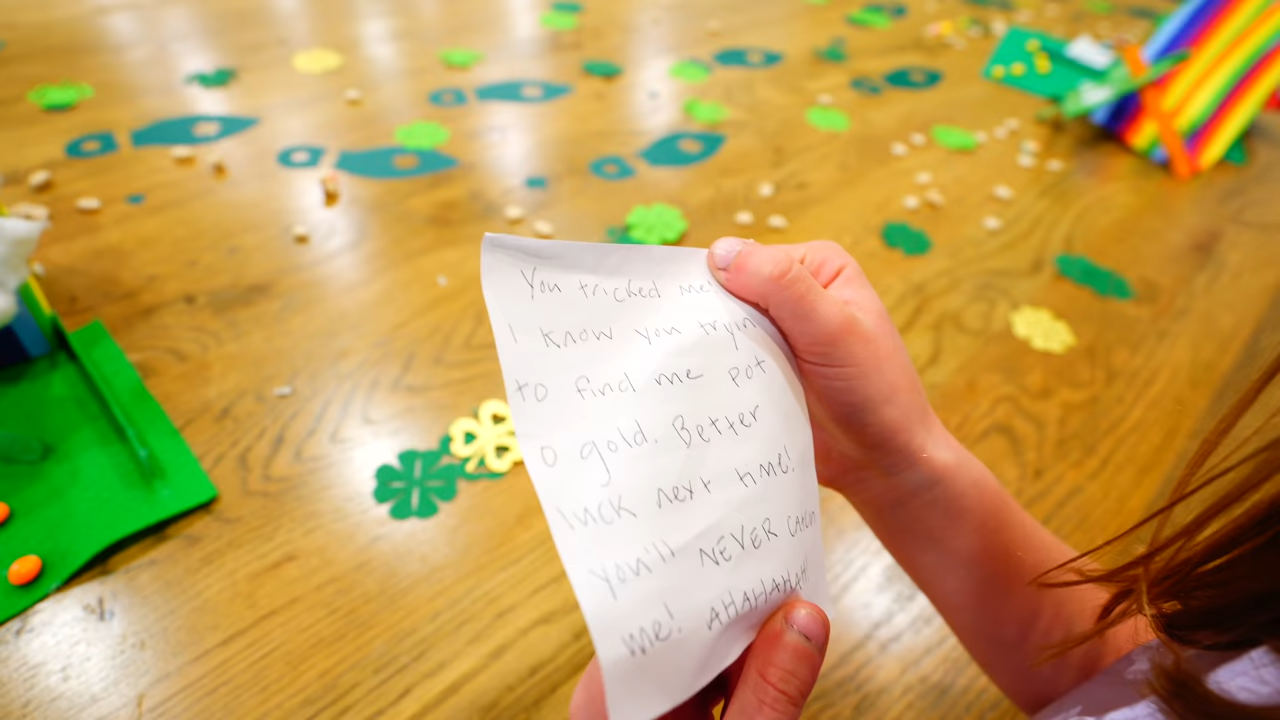 You tricked me!
I know you tryin
to find me pot
o gold. Better
luck next time!
you'll NEVER CATCH
me! AHAHAHAH!